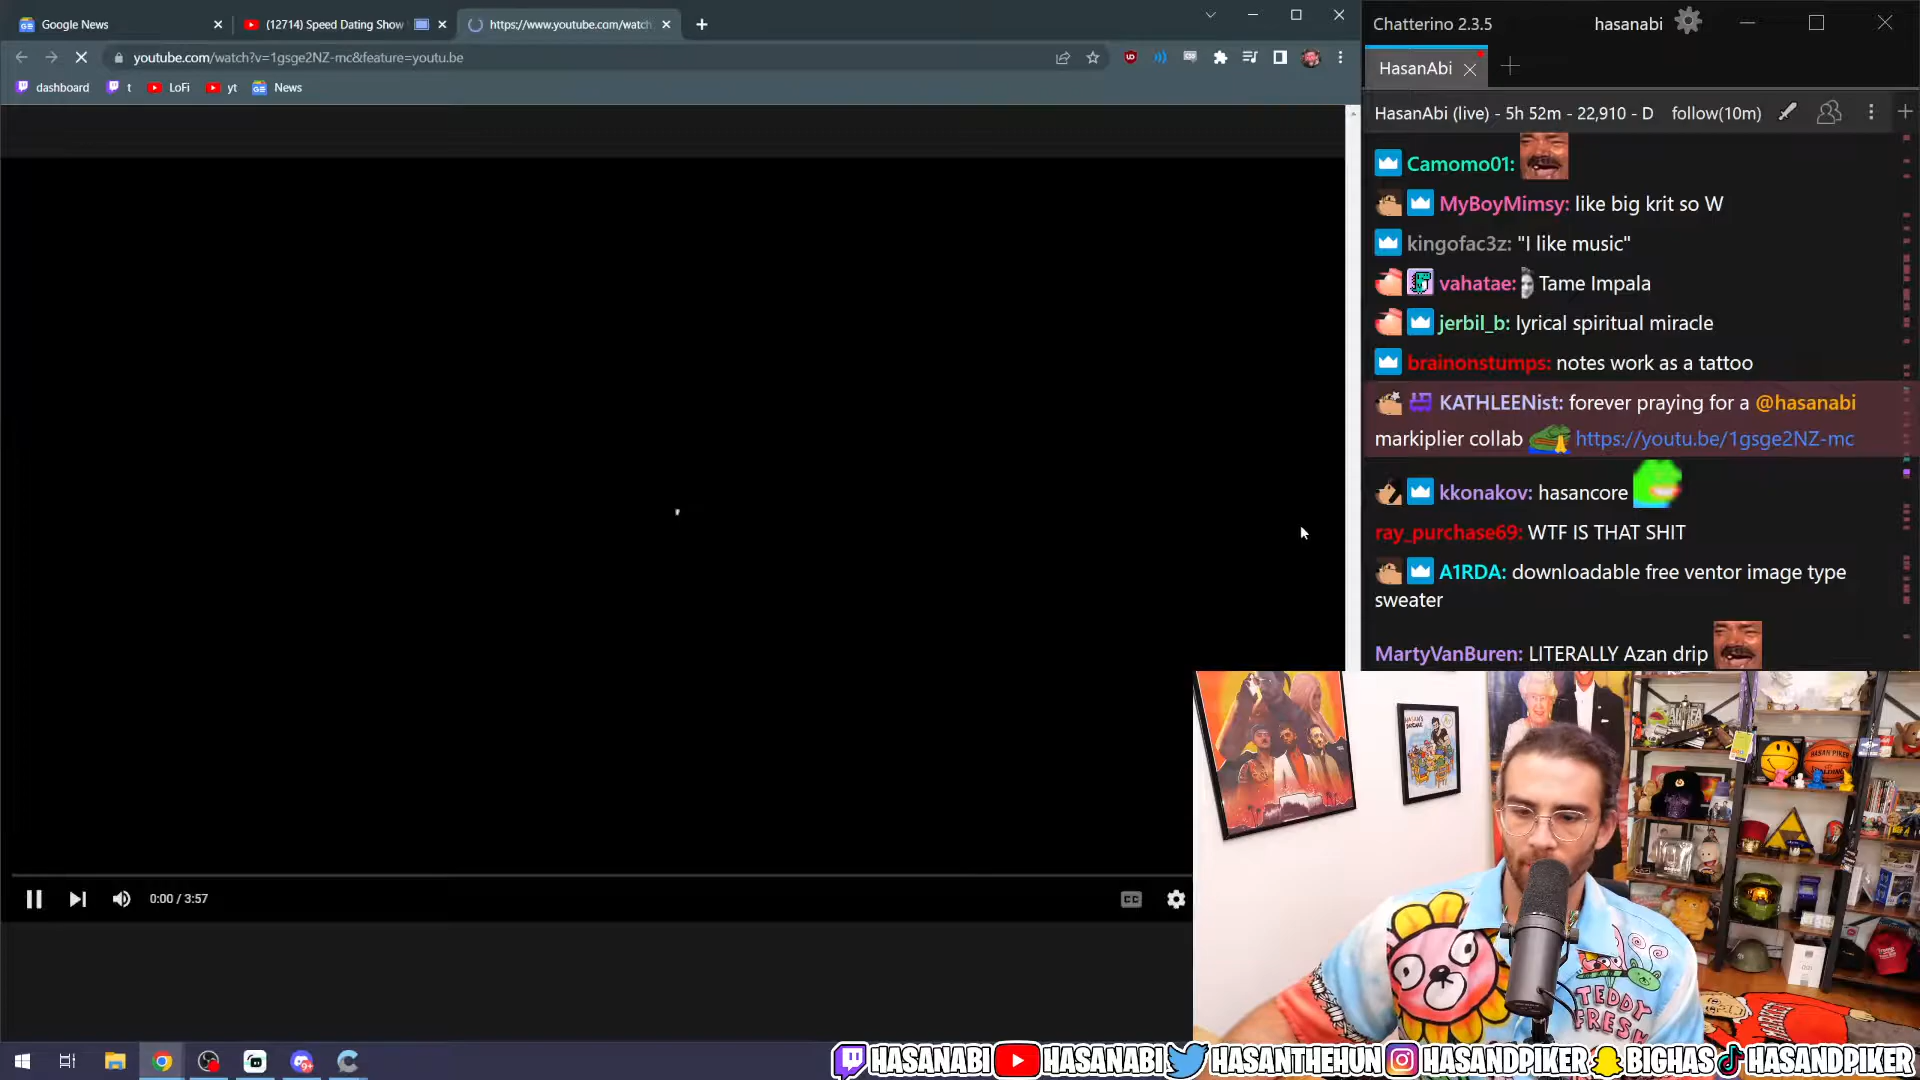 Google News
(12714) Speed Dating Show
https://www.youtube.com/watch
youtube.com/watch?v=1gsge2NZ-mc&feature=youtu.be
dashboard
t
LoFi
yt
News
0:00 / 3:57
CC
Chatterino 2.3.5
hasanabi
HasanAbi
HasanAbi (live) - 5h 52m - 22,910 - D
follow(10m)
Camomo01:
MyBoyMimsy: like big krit so W
kingofac3z: "I like music"
vahatae: Tame Impala
jerbil_b: lyrical spiritual miracle
brainonstumps: notes work as a tattoo
KATHLEENist: forever praying for a @hasanabi
markiplier collab https://youtu.be/1gsge2NZ-mc
kkonakov: hasancore
ray_purchase69: WTF IS THAT SHIT
A1RDA: downloadable free ventor image type
sweater
MartyVanBuren: LITERALLY Azan drip
TEDDY
FRESH
HASANABI
HASANABI
HASANTHEHUN
HASANDPIKER
BIGHAS
HASANDPIKER